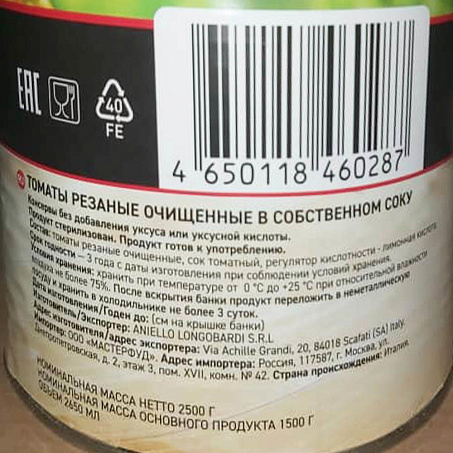 EAC
40
FE
4 650118 460287
ТОМАТЫ РЕЗАНЫЕ ОЧИЩЕННЫЕ В СОБСТВЕННОМ СОКУ
Консервы без добавления уксуса или уксусной кислоты.
Продукт стерилизован. Продукт готов к употреблению.
Состав: томаты резаные очищенные, сок томатный, регулятор кислотности - лимонная кислота.
Срок годности – 3 года с даты изготовления при соблюдении условий хранения.
Условия хранения: хранить при температуре от 0 °C до +25 °C при относительной влажности
воздуха не более 75%. После вскрытия банки продукт переложить в неметаллическую
посуду и хранить в холодильнике не более 3 суток.
Дата изготовления/Годен до: (см на крышке банки)
Изготовитель/Экспортер: ANIELLO LONGOBARDI S.R.L
Адрес изготовителя/адрес экспортера: Via Achille Grandi, 20, 84018 Scafati (SA) Italy.
Импортер: ООО «МАСТЕРФУД». Адрес импортера: Россия, 117587, г. Москва, ул.
Днепропетровская, д. 2, этаж 3, пом. XVII, комн. № 42. Страна происхождения: Италия.
НОМИНАЛЬНАЯ МАССА НЕТТО 2500 Г
НОМИНАЛЬНАЯ МАССА ОСНОВНОГО ПРОДУКТА 1500 Г
ОБЪЕМ 2650 МЛ